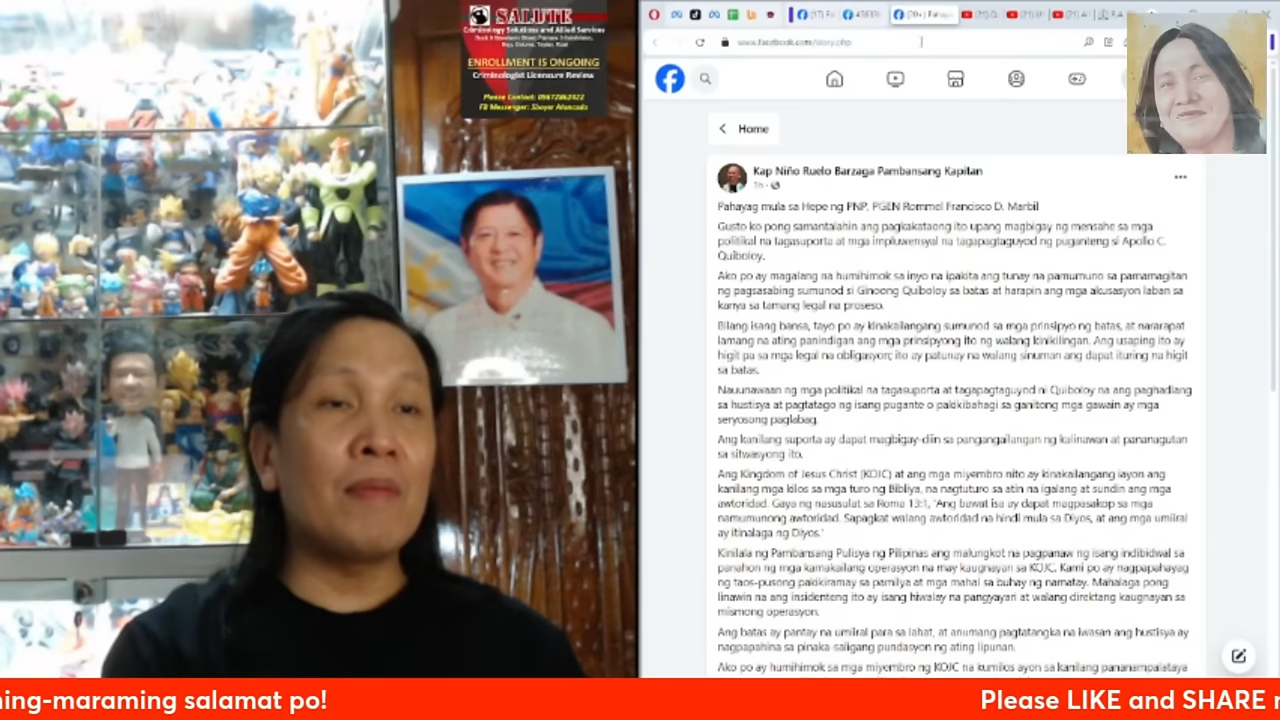 SALUTE
Criminology Solutions and Allied Services
ENROLLMENT IS ONGOING
Criminologist Licensure Review
Please Contact: 09672862022
www.facebook.com/story.php
Home
Kap Niño Ruelo Barzaga Pambansang Kapitan
1h
Pahayag mula sa Hepe ng PNP, PGEN Rommel Francisco D. Marbil
Gusto ko pong samantalahin ang pagkakataong ito upang magbigay ng mensahe sa mga
politikal na tagasuporta at mga impluwensyal na tagapagtaguyod ng puganteng si Apollo C.
Quiboloy.
Ako po ay magalang na humihimok sa inyo na ipakita ang tunay na pamumuno sa pamamagitan
ng pagsasabing sumunod si Ginoong Quiboloy sa batas at harapin ang mga akusasyon laban sa
kanya sa tamang legal na proseso.
Bilang isang bansa, tayo po ay kinakailangang sumunod sa mga prinsipyo ng batas, at nararapat
lamang na ating panindigan ang mga prinsipyong ito ng walang kinikilingan. Ang usaping ito ay
higit pa sa mga legal na obligasyon; ito ay patunay na walang sinuman ang dapat ituring na higit
sa batas.
Nauunawaan ng mga politikal na tagasuporta at tagapagtaguyod ni Quiboloy na ang paghadlang
sa hustisya at pagtatago ng isang pugante o pakikibahagi sa ganitong mga gawain ay mga
seryosong paglabag.
Ang kanilang suporta ay dapat magbigay-diin sa pangangailangan ng kalinawan at pananagutan
sa sitwasyong ito.
Ang Kingdom of Jesus Christ (KOJC) at ang mga miyembro nito ay kinakailangang iayon ang
kanilang mga kilos sa mga turo ng Bibliya, na nagtuturo sa atin na igalang at sundin ang mga
awtoridad. Gaya ng nasusulat sa Roma 13:1, 'Ang bawat isa ay dapat magpasakop sa mga
namumunong awtoridad. Sapagkat walang awtoridad na hindi mula sa Diyos, at ang mga umiiral
ay itinalaga ng Diyos.'
Kinilala ng Pambansang Pulisya ng Pilipinas ang malungkot na pagpanaw ng isang indibidwal sa
panahon ng mga kamakailang operasyon na may kaugnayan sa KOJC. Kami po ay nagpapahayag
ng taos-pusong pakikiramay sa pamilya at mga mahal sa buhay ng namatay. Mahalaga pong
linawin na ang insidenteng ito ay isang hiwalay na pangyayari at walang direktang kaugnayan sa
mismong operasyon.
Ang batas ay pantay na umiiral para sa lahat, at anumang pagtatangka na iwasan ang hustisya ay
nagpapahina sa pinaka-saligang pundasyon ng ating lipunan.
Ako po ay humihimok sa mga miyembro ng KOJC na kumilos ayon sa kanilang pananampalataya
ning-maraming salamat po!
Please LIKE and SHARE